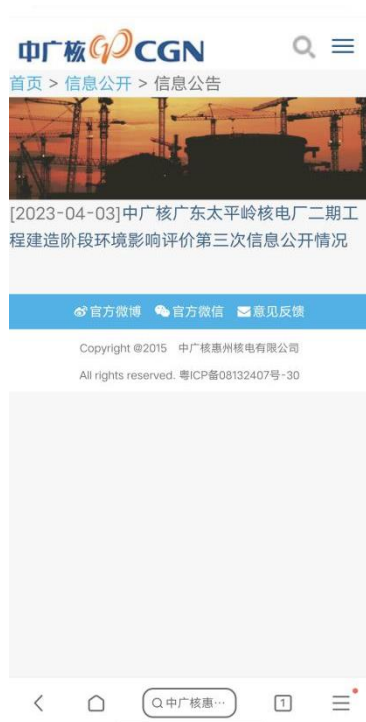 中广核 CGN
首页 > 信息公开 > 信息公告
[2023-04-03]中广核广东太平岭核电厂二期工
程建造阶段环境影响评价第三次信息公开情况
官方微博 官方微信 意见反馈
Copyright @2015 中广核惠州核电有限公司
All rights reserved. 粤ICP备08132407号-30
中广核惠… 1